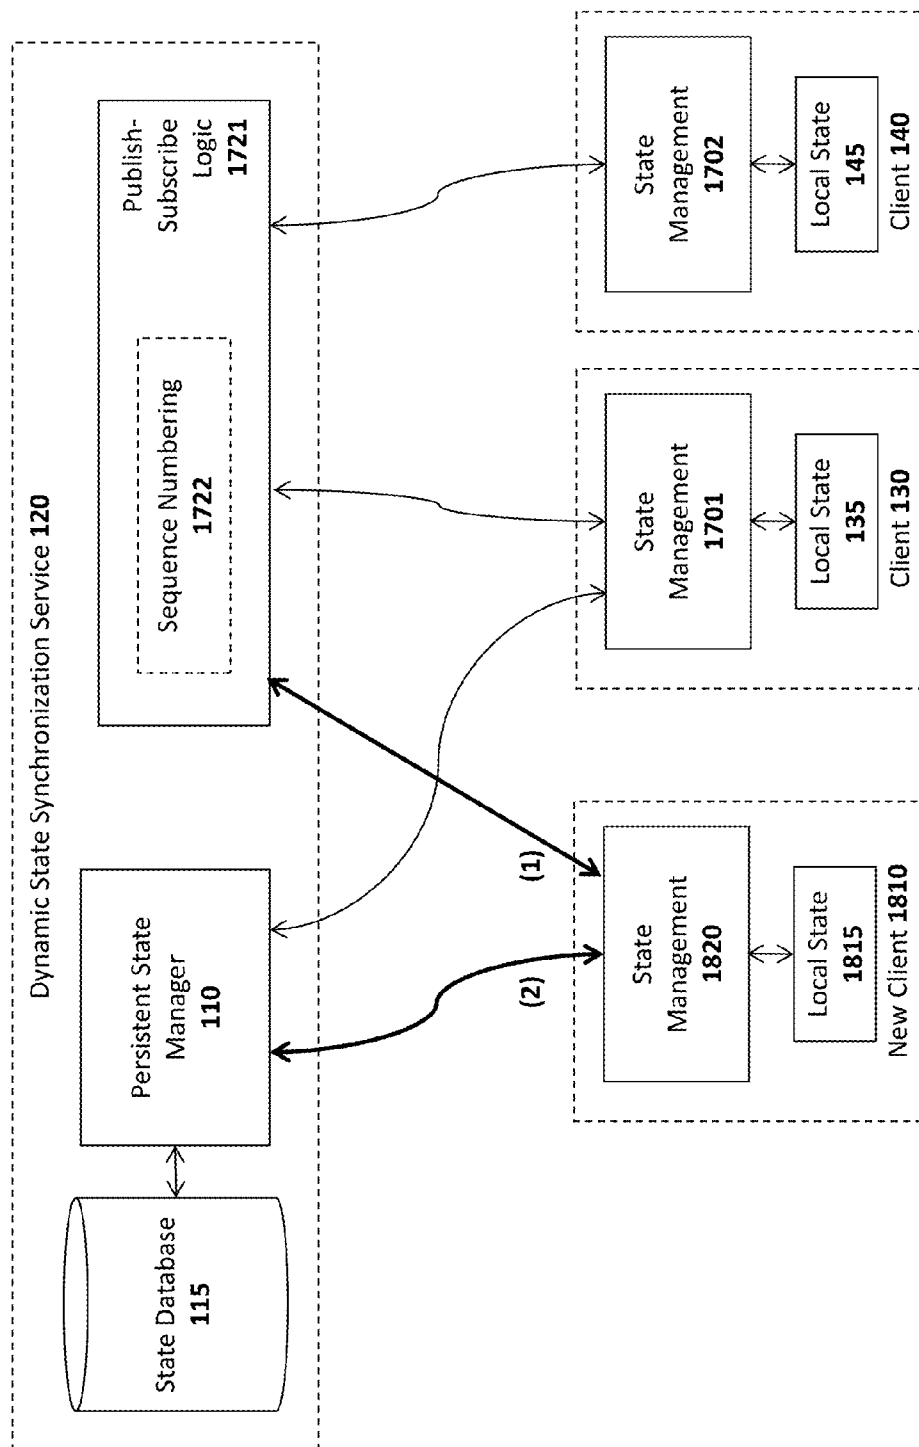 Dynamic State Synchronization Service 120
State Database
115
Persistent State
Manager
110
Sequence Numbering
1722
Publish-
Subscribe
Logic
1721
(2)
(1)
State
Management
1820
Local State
1815
New Client 1810
State
Management
1701
Local State
135
Client 130
State
Management
1702
Local State
145
Client 140